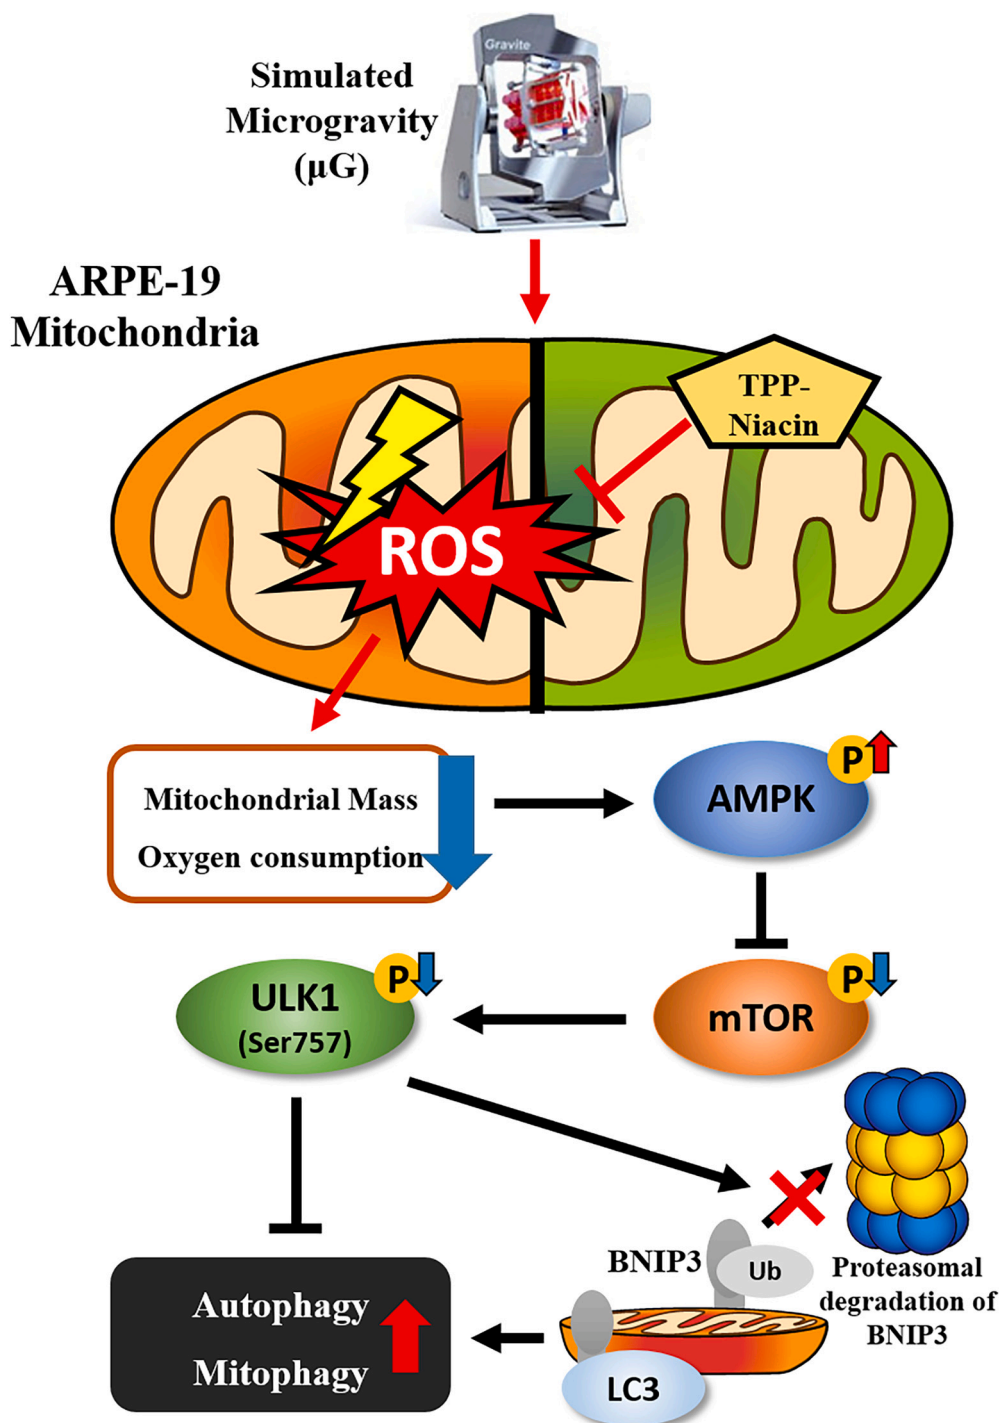 Gravite
Simulated
Microgravity
(µG)
ARPE-19
Mitochondria
TPP-
Niacin
ROS
Mitochondrial Mass
Oxygen consumption
P
AMPK
P
mTOR
P
ULK1
(Ser757)
BNIP3
Ub
Proteasomal
degradation of
BNIP3
Autophagy
Mitophagy
LC3